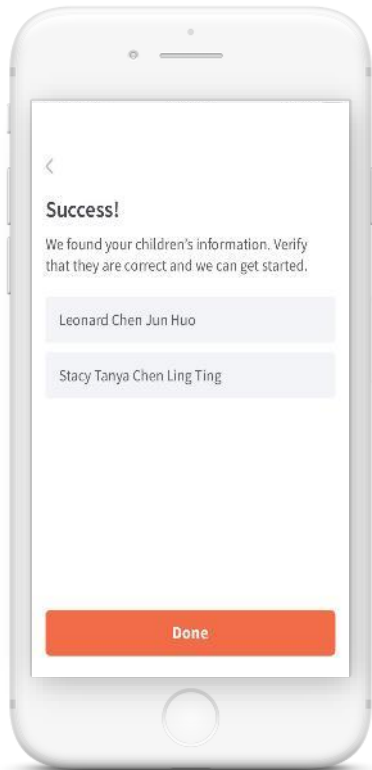 Success!
We found your children's information. Verify
that they are correct and we can get started.
Leonard Chen Jun Huo
Stacy Tanya Chen Ling Ting
Done